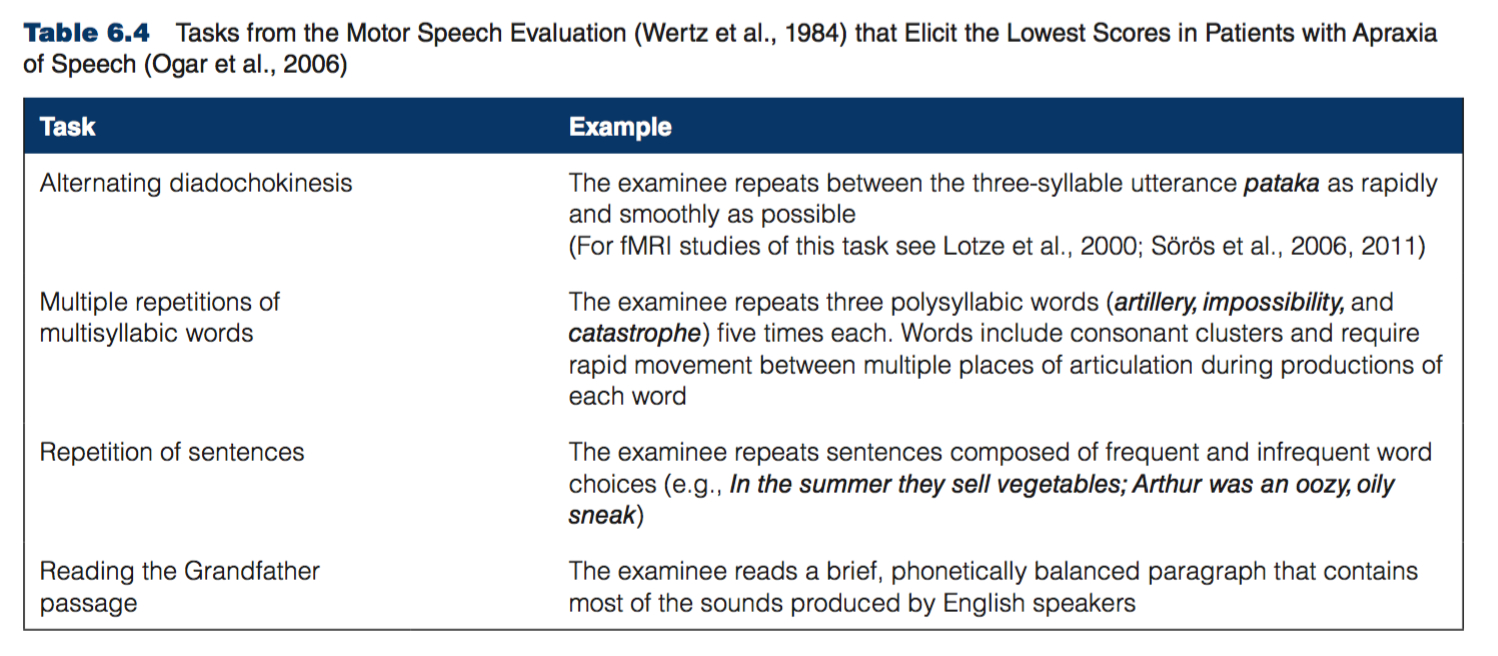 Table 6.4 Tasks from the Motor Speech Evaluation (Wertz et al., 1984) that Elicit the Lowest Scores in Patients with Apraxia
of Speech (Ogar et al., 2006)
Task Example
Alternating diadochokinesis The examinee repeats between the three-syllable utterance pataka as rapidly
and smoothly as possible
(For fMRI studies of this task see Lotze et al., 2000; Sörös et al., 2006, 2011)
Multiple repetitions of The examinee repeats three polysyllabic words (artillery, impossibility, and
multisyllabic words catastrophe) five times each. Words include consonant clusters and require
rapid movement between multiple places of articulation during productions of
each word
Repetition of sentences The examinee repeats sentences composed of frequent and infrequent word
choices (e.g., In the summer they sell vegetables; Arthur was an oozy, oily
sneak)
Reading the Grandfather The examinee reads a brief, phonetically balanced paragraph that contains
passage most of the sounds produced by English speakers